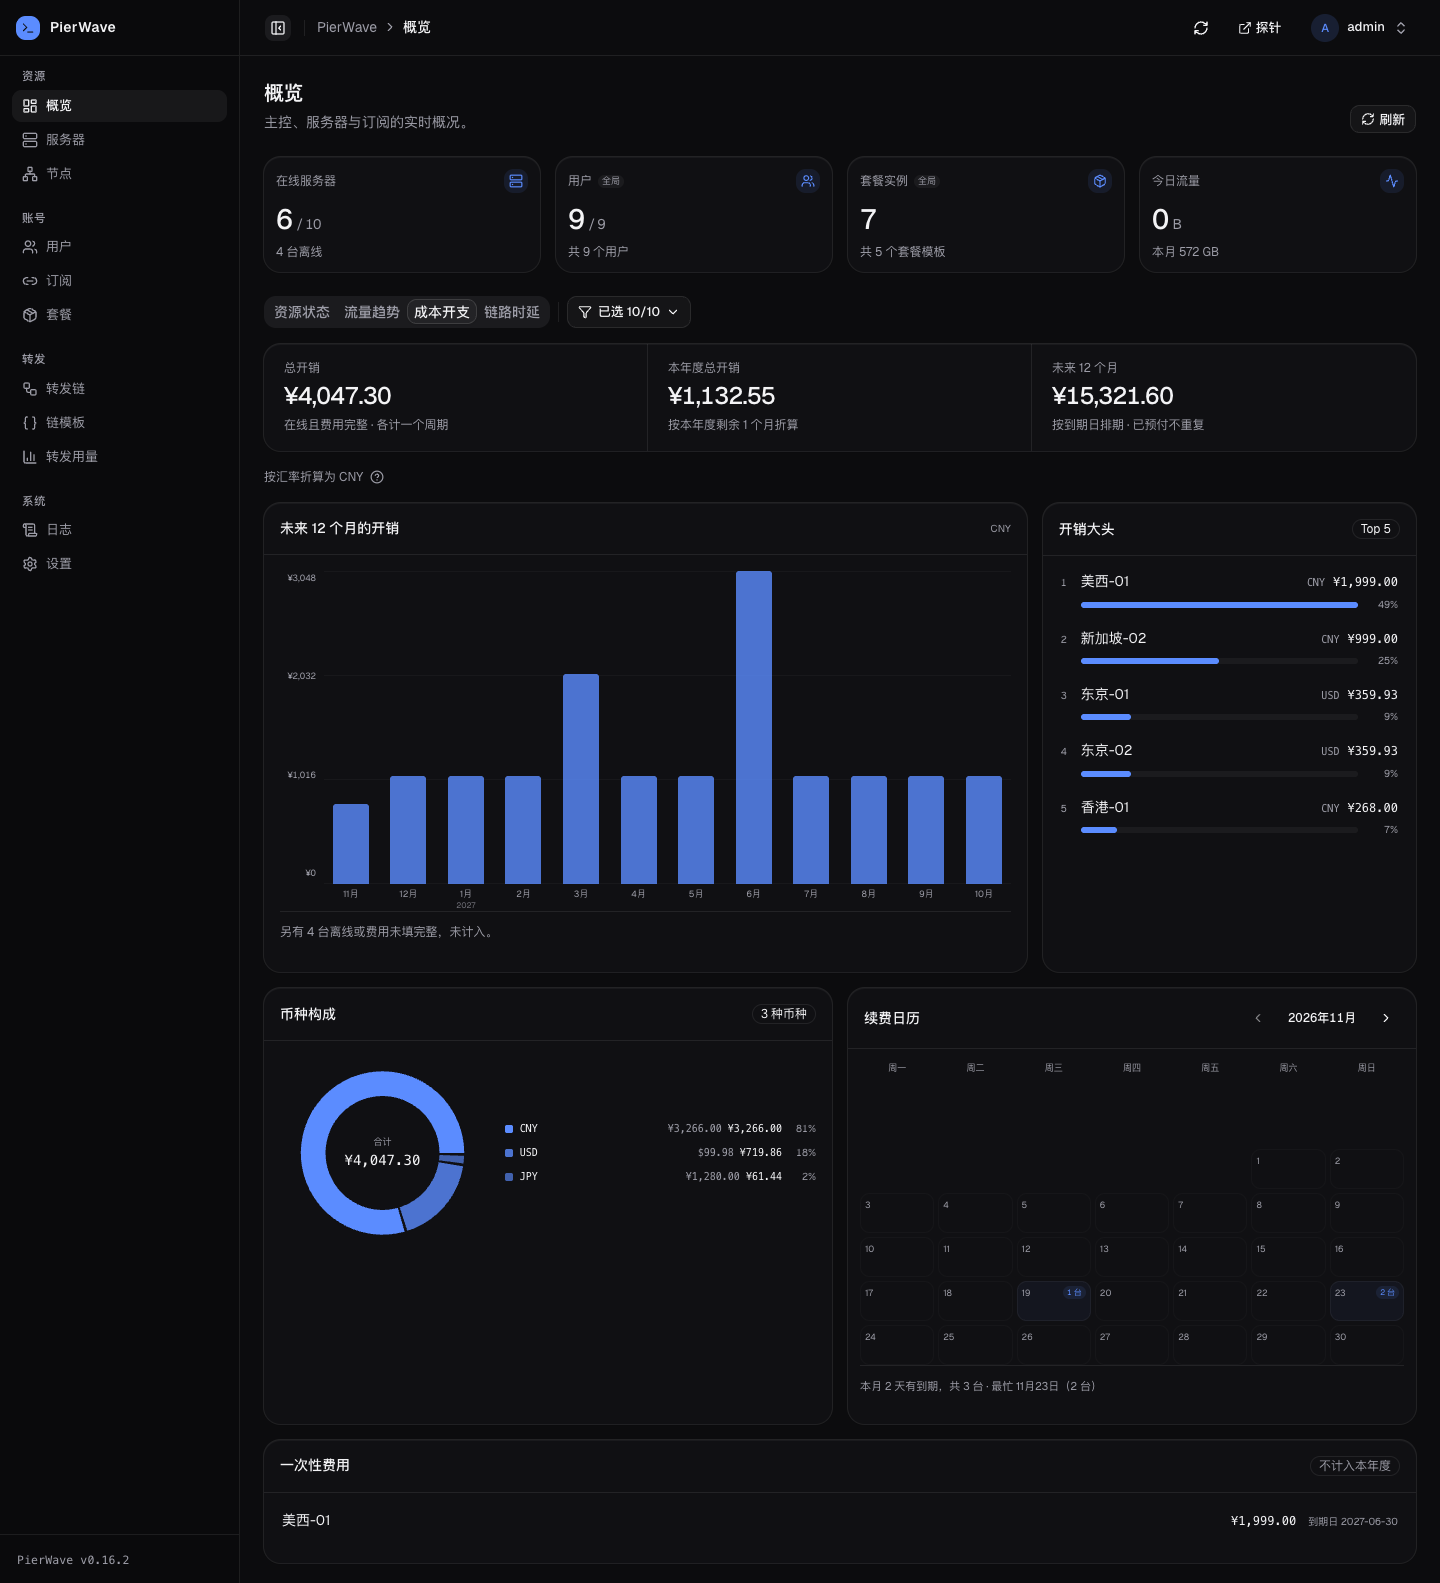 PierWave
PierWave › 概览
探针
A admin
资源
概览
服务器
节点
账号
用户
订阅
套餐
转发
转发链
链模板
转发用量
系统
日志
设置
PierWave v0.16.2
概览
主控、服务器与订阅的实时概况。
刷新
在线服务器
6 / 10
4 台离线
用户 全局
9 / 9
共 9 个用户
套餐实例 全局
7
共 5 个套餐模板
今日流量
0 B
本月 572 GB
资源状态 流量趋势 成本开支 链路时延
已选 10/10
总开销
¥4,047.30
在线且费用完整 · 各计一个周期
本年度总开销
¥1,132.55
按本年度剩余 1 个月折算
未来 12 个月
¥15,321.60
按到期日排期 · 已预付不重复
按汇率折算为 CNY
未来 12 个月的开销 CNY
¥3,048
¥2,032
¥1,016
¥0
11月 12月 1月 2月 3月 4月 5月 6月 7月 8月 9月 10月
2027
另有 4 台离线或费用未填完整，未计入。
开销大头 Top 5
1 美西-01 CNY ¥1,999.00
49%
2 新加坡-02 CNY ¥999.00
25%
3 东京-01 USD ¥359.93
9%
4 东京-02 USD ¥359.93
9%
5 香港-01 CNY ¥268.00
7%
币种构成 3 种币种
合计
¥4,047.30
CNY ¥3,266.00 ¥3,266.00 81%
USD $99.98 ¥719.86 18%
JPY ¥1,280.00 ¥61.44 2%
续费日历 2026年11月
周一 周二 周三 周四 周五 周六 周日
1 2
3 4 5 6 7 8 9
10 11 12 13 14 15 16
17 18 19 1 台 20 21 22 23 2 台
24 25 26 27 28 29 30
本月 2 天有到期，共 3 台 · 最忙 11月23日（2 台）
一次性费用 不计入本年度
美西-01 ¥1,999.00 到期日 2027-06-30